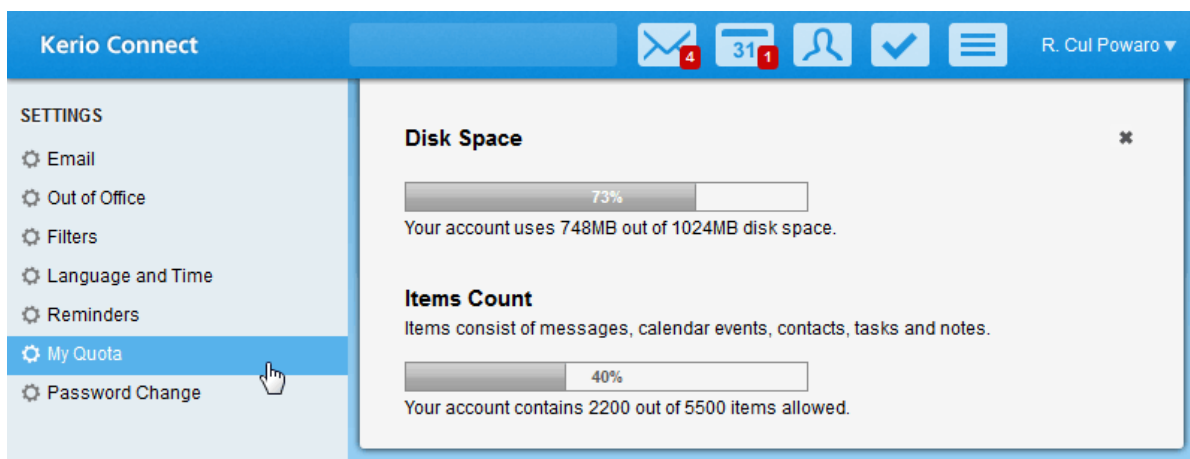 Kerio Connect
4
31
1
R. Cul Powaro ▼
SETTINGS
Email
Out of Office
Filters
Language and Time
Reminders
My Quota
Password Change
Disk Space
73%
Your account uses 748MB out of 1024MB disk space.
Items Count
Items consist of messages, calendar events, contacts, tasks and notes.
40%
Your account contains 2200 out of 5500 items allowed.